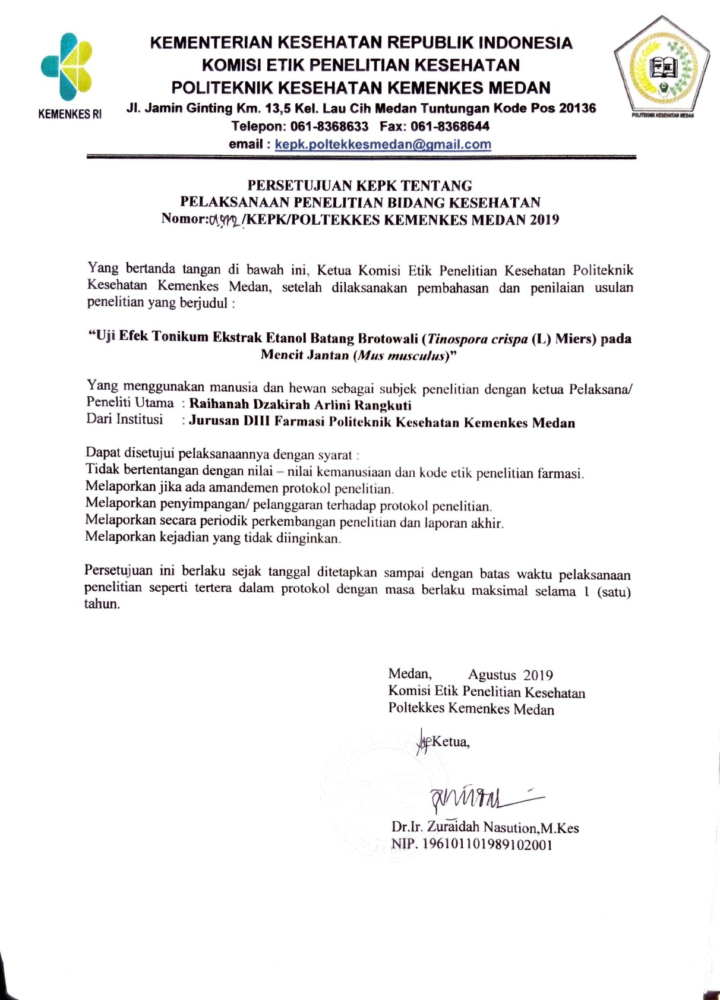 KEMENTERIAN KESEHATAN REPUBLIK INDONESIA
KOMISI ETIK PENELITIAN KESEHATAN
POLITEKNIK KESEHATAN KEMENKES MEDAN
Jl. Jamin Ginting Km. 13,5 Kel. Lau Cih Medan Tuntungan Kode Pos 20136
Telepon: 061-8368633 Fax: 061-8368644
email : kepk.poltekkesmedan@gmail.com
KEMENKES RI
POLITEKNIK KESEHATAN MEDAN
PERSETUJUAN KEPK TENTANG
PELAKSANAAN PENELITIAN BIDANG KESEHATAN
Nomor: /KEPK/POLTEKKES KEMENKES MEDAN 2019
Yang bertanda tangan di bawah ini, Ketua Komisi Etik Penelitian Kesehatan Politeknik
Kesehatan Kemenkes Medan, setelah dilaksanakan pembahasan dan penilaian usulan
penelitian yang berjudul :
“Uji Efek Tonikum Ekstrak Etanol Batang Brotowali (Tinospora crispa (L) Miers) pada
Mencit Jantan (Mus musculus)”
Yang menggunakan manusia dan hewan sebagai subjek penelitian dengan ketua Pelaksana/
Peneliti Utama : Raihanah Dzakirah Arlini Rangkuti
Dari Institusi : Jurusan DIII Farmasi Politeknik Kesehatan Kemenkes Medan
Dapat disetujui pelaksanaannya dengan syarat :
Tidak bertentangan dengan nilai – nilai kemanusiaan dan kode etik penelitian farmasi.
Melaporkan jika ada amandemen protokol penelitian.
Melaporkan penyimpangan/ pelanggaran terhadap protokol penelitian.
Melaporkan secara periodik perkembangan penelitian dan laporan akhir.
Melaporkan kejadian yang tidak diinginkan.
Persetujuan ini berlaku sejak tanggal ditetapkan sampai dengan batas waktu pelaksanaan
penelitian seperti tertera dalam protokol dengan masa berlaku maksimal selama 1 (satu)
tahun.
Medan, Agustus 2019
Komisi Etik Penelitian Kesehatan
Poltekkes Kemenkes Medan
Ketua,
Dr.Ir. Zuraidah Nasution,M.Kes
NIP. 196101101989102001